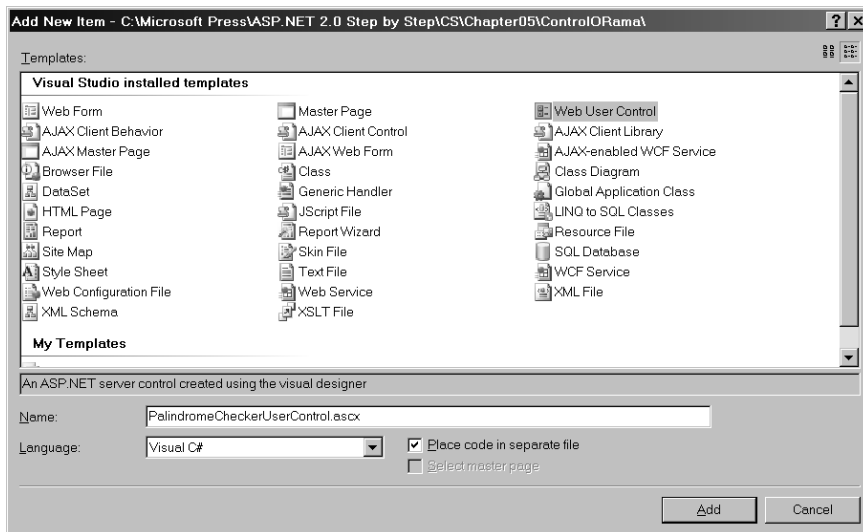 Add New Item - C:\Microsoft Press\ASP.NET 2.0 Step by Step\CS\Chapter05\ControlORama\
Templates:
Visual Studio installed templates
Web Form Master Page Web User Control
AJAX Client Behavior AJAX Client Control AJAX Client Library
AJAX Master Page AJAX Web Form AJAX-enabled WCF Service
Browser File Class Class Diagram
DataSet Generic Handler Global Application Class
HTML Page JScript File LINQ to SQL Classes
Report Report Wizard Resource File
Site Map Skin File SQL Database
Style Sheet Text File WCF Service
Web Configuration File Web Service XML File
XML Schema XSLT File
My Templates
An ASP.NET server control created using the visual designer
Name: PalindromeCheckerUserControl.ascx
Language: Visual C# Place code in separate file
Select master page
Add Cancel